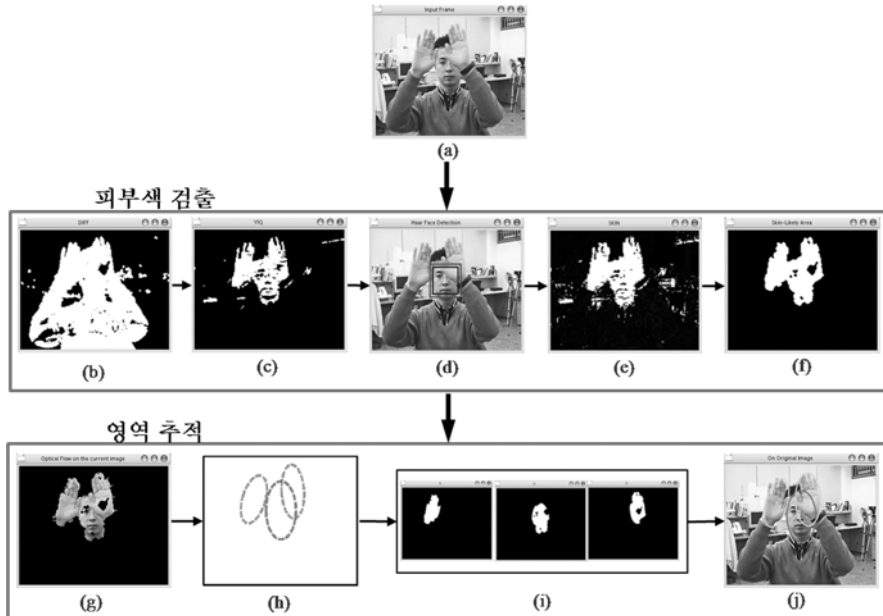 Input Frame
(a)
피부색 검출
Diff
YIQ
Haar Face Detection
SKIN
Skin-Likely Area
(b)
(c)
(d)
(e)
(f)
영역 추적
Optical Flow on the current image
On Original Image
(g)
(h)
(i)
(j)